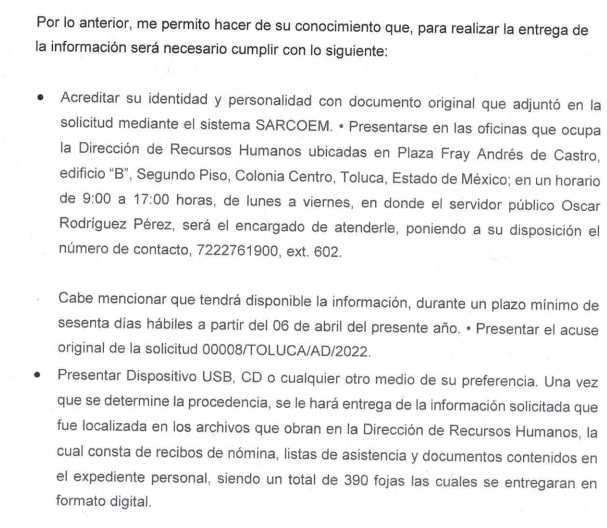 Por lo anterior, me permito hacer de su conocimiento que, para realizar la entrega de
la información será necesario cumplir con lo siguiente:
• Acreditar su identidad y personalidad con documento original que adjuntó en la
solicitud mediante el sistema SARCOEM. • Presentarse en las oficinas que ocupa
la Dirección de Recursos Humanos ubicadas en Plaza Fray Andrés de Castro,
edificio “B”, Segundo Piso, Colonia Centro, Toluca, Estado de México; en un horario
de 9:00 a 17:00 horas, de lunes a viernes, en donde el servidor público Oscar
Rodríguez Pérez, será el encargado de atenderle, poniendo a su disposición el
número de contacto, 7222761900, ext. 602.
Cabe mencionar que tendrá disponible la información, durante un plazo mínimo de
sesenta días hábiles a partir del 06 de abril del presente año. • Presentar el acuse
original de la solicitud 00008/TOLUCA/AD/2022.
• Presentar Dispositivo USB, CD o cualquier otro medio de su preferencia. Una vez
que se determine la procedencia, se le hará entrega de la información solicitada que
fue localizada en los archivos que obran en la Dirección de Recursos Humanos, la
cual consta de recibos de nómina, listas de asistencia y documentos contenidos en
el expediente personal, siendo un total de 390 fojas las cuales se entregaran en
formato digital.